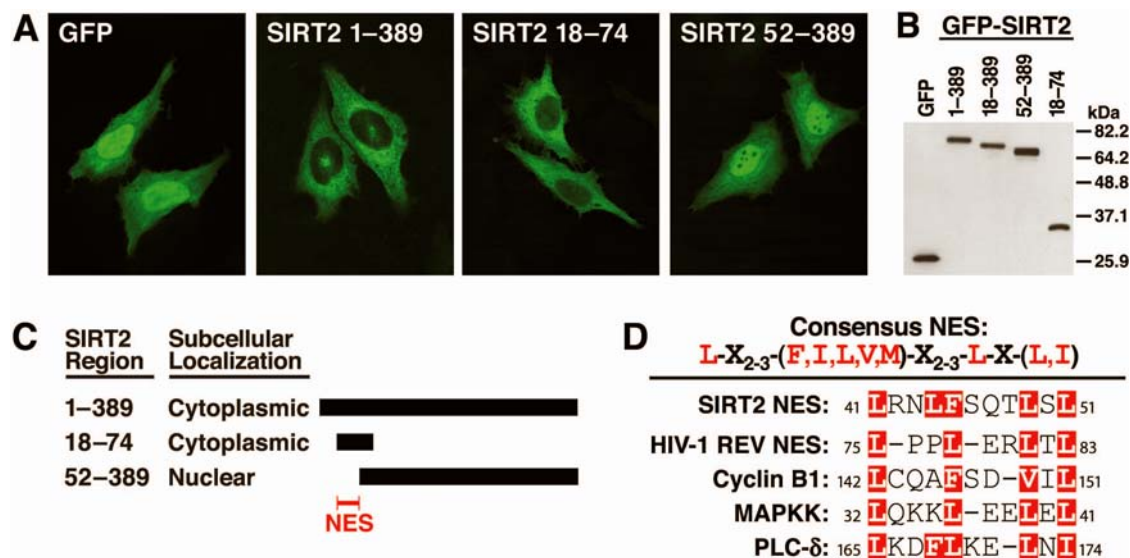 A
GFP
SIRT2 1–389
SIRT2 18–74
SIRT2 52–389
B
GFP-SIRT2
GFP
1–389
18–389
52–389
18–74
kDa
–82.2
–64.2
–48.8
–37.1
–25.9
C
SIRT2 Region
Subcellular Localization
1–389 Cytoplasmic
18–74 Cytoplasmic
52–389 Nuclear
NES
D
Consensus NES:
L-X2-3-(F,I,L,V,M)-X2-3-L-X-(L,I)
SIRT2 NES: 41 LRNLFSQTLSL 51
HIV-1 REV NES: 75 L-PPL-ERLTL 83
Cyclin B1: 142 LCQAFSD-VIL 151
MAPKK: 32 LQKKL-EELEL 41
PLC-δ: 165 LKDFLKE-LNI 174